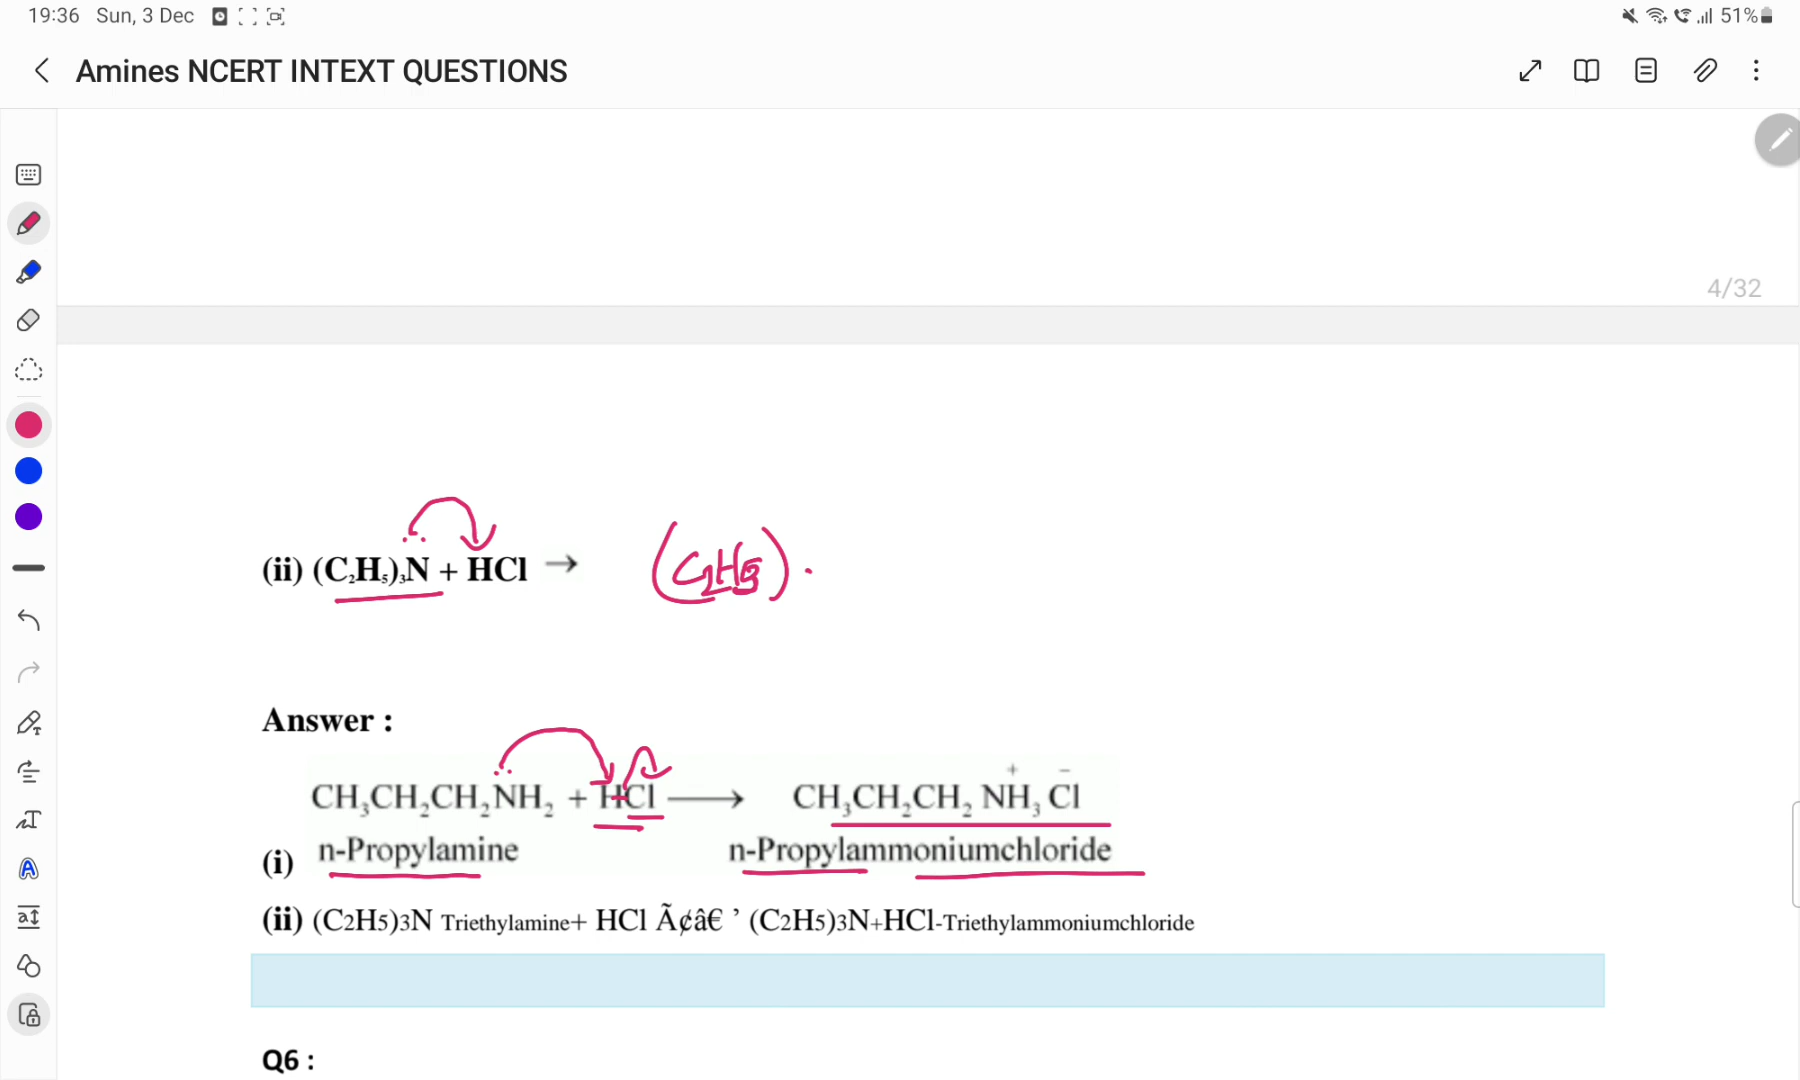 19:36 Sun, 3 Dec 51%
Amines NCERT INTEXT QUESTIONS
4/32
(ii) (C₂H₅)₃N + HCl → (C₂H₅).
Answer :
CH₃CH₂CH₂NH₂ + HCl ⟶ CH₃CH₂CH₂ N⁺H₃ Cl⁻
(i) n-Propylamine n-Propylammoniumchloride
(ii) (C2H5)3N Triethylamine+ HCl Ã¢â€ ’ (C2H5)3N+HCl-Triethylammoniumchloride
Q6 :